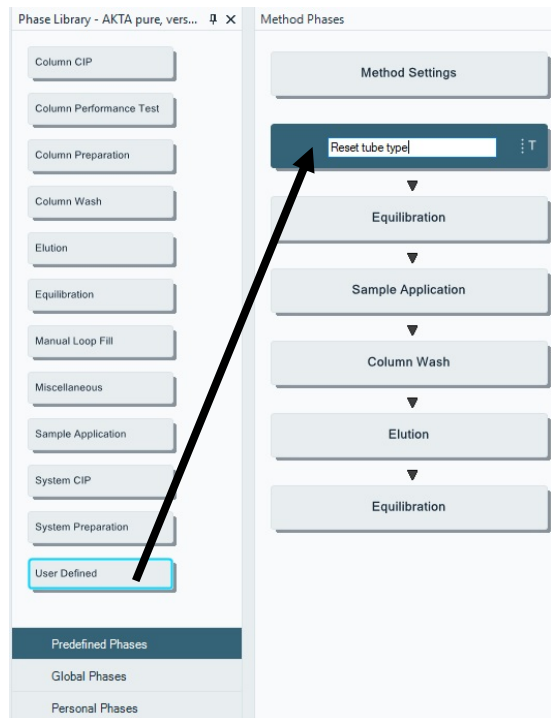 Phase Library - AKTA pure, vers...
Column CIP
Column Performance Test
Column Preparation
Column Wash
Elution
Equilibration
Manual Loop Fill
Miscellaneous
Sample Application
System CIP
System Preparation
User Defined
Predefined Phases
Global Phases
Personal Phases
Method Phases
Method Settings
Reset tube type
T
Equilibration
Sample Application
Column Wash
Elution
Equilibration